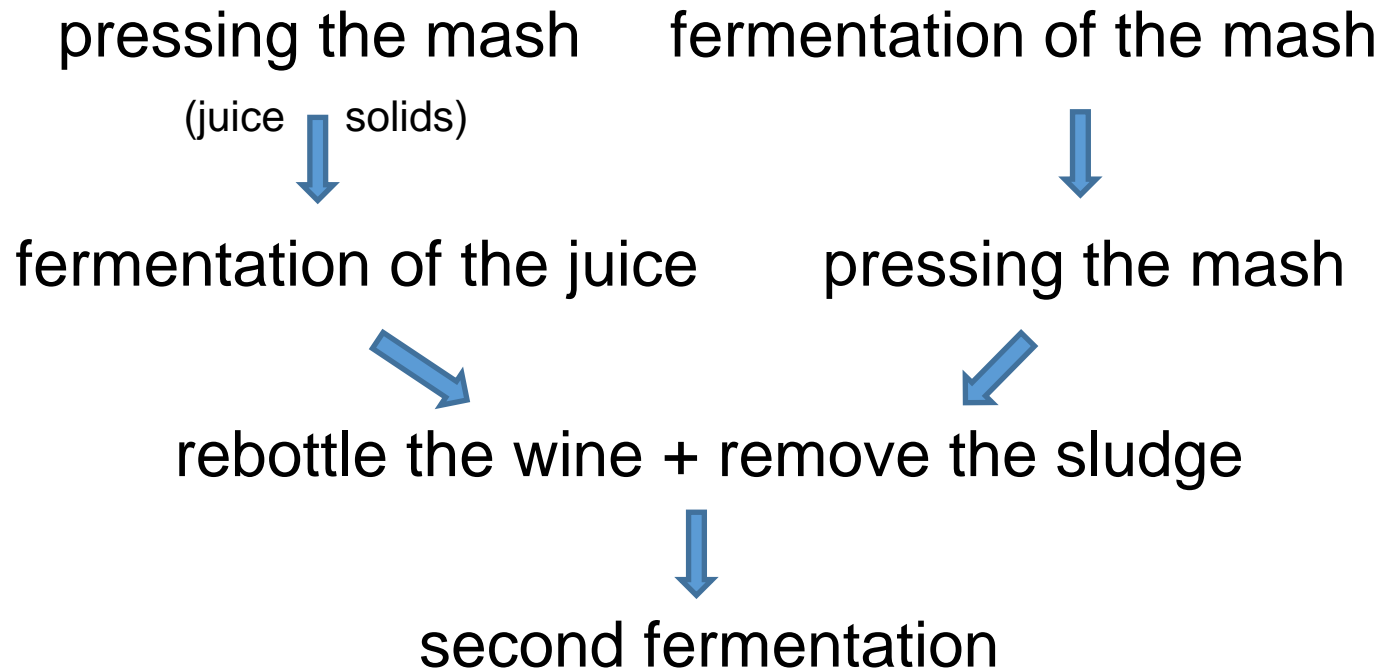 pressing the mash fermentation of the mash
(juice solids)
fermentation of the juice pressing the mash
rebottle the wine + remove the sludge
second fermentation